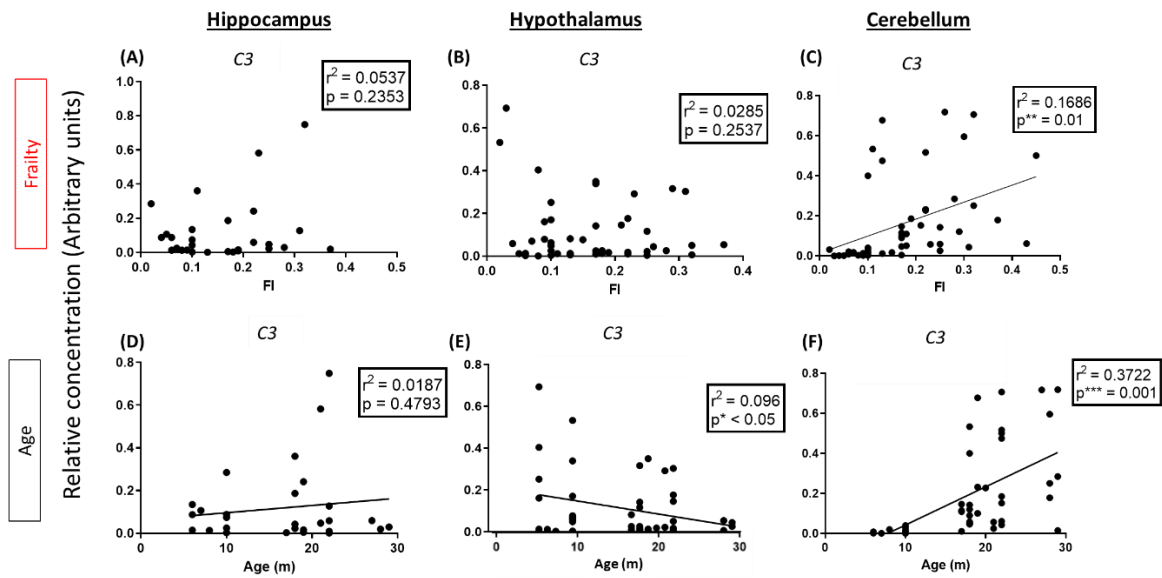 Hippocampus
Hypothalamus
Cerebellum
Frailty
Age
Relative concentration (Arbitrary units)
(A)
C3
1.0
0.8
0.6
0.4
0.2
0.0
0.0 0.1 0.2 0.3 0.4 0.5
FI
r² = 0.0537
p = 0.2353
(B)
C3
0.8
0.6
0.4
0.2
0.0
0.0 0.1 0.2 0.3 0.4
FI
r² = 0.0285
p = 0.2537
(C)
C3
0.8
0.6
0.4
0.2
0.0
0.0 0.1 0.2 0.3 0.4 0.5
FI
r² = 0.1686
p** = 0.01
(D)
C3
0.8
0.6
0.4
0.2
0.0
0 10 20 30
Age (m)
r² = 0.0187
p = 0.4793
(E)
C3
0.8
0.6
0.4
0.2
0.0
0 10 20 30
Age (m)
r² = 0.096
p* < 0.05
(F)
C3
0.8
0.6
0.4
0.2
0.0
0 10 20 30
Age (m)
r² = 0.3722
p*** = 0.001